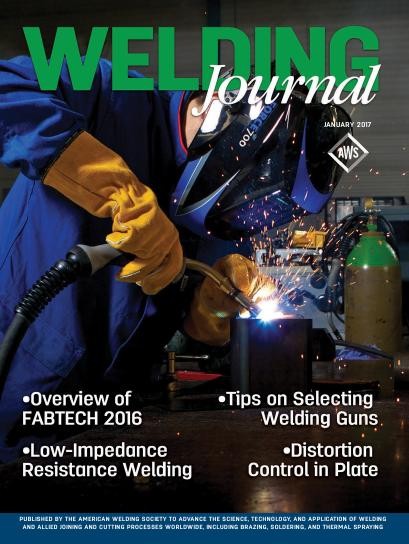 WELDING
Journal
JANUARY 2017
AWS
700
•Overview of
FABTECH 2016
•Low-Impedance
Resistance Welding
•Tips on Selecting
Welding Guns
•Distortion
Control in Plate
PUBLISHED BY THE AMERICAN WELDING SOCIETY TO ADVANCE THE SCIENCE, TECHNOLOGY, AND APPLICATION OF WELDING
AND ALLIED JOINING AND CUTTING PROCESSES WORLDWIDE, INCLUDING BRAZING, SOLDERING, AND THERMAL SPRAYING